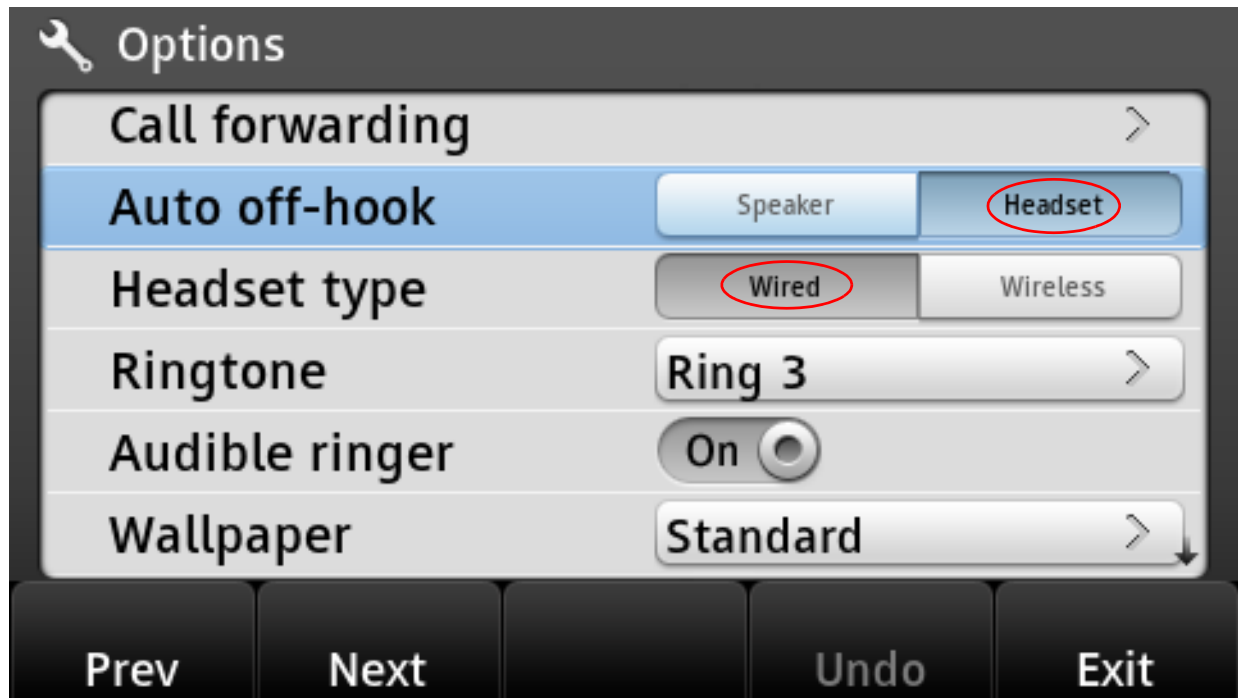 Options
Call forwarding
Auto off-hook Speaker Headset
Headset type Wired Wireless
Ringtone Ring 3
Audible ringer On
Wallpaper Standard
Prev Next Undo Exit